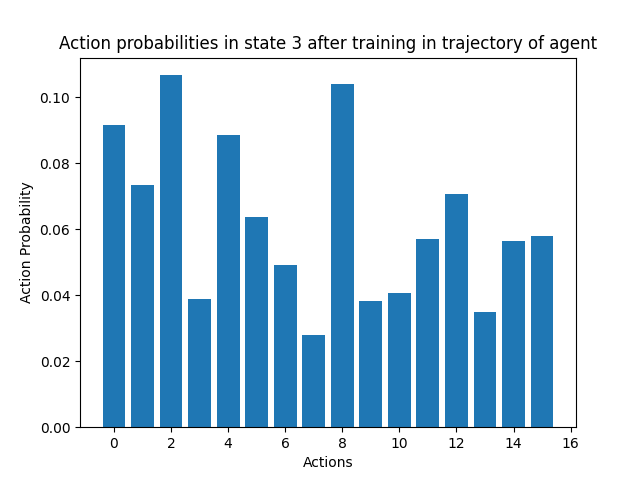 Action probabilities in state 3 after training in trajectory of agent
Action Probability
0.10
0.08
0.06
0.04
0.02
0.00
0 2 4 6 8 10 12 14 16
Actions